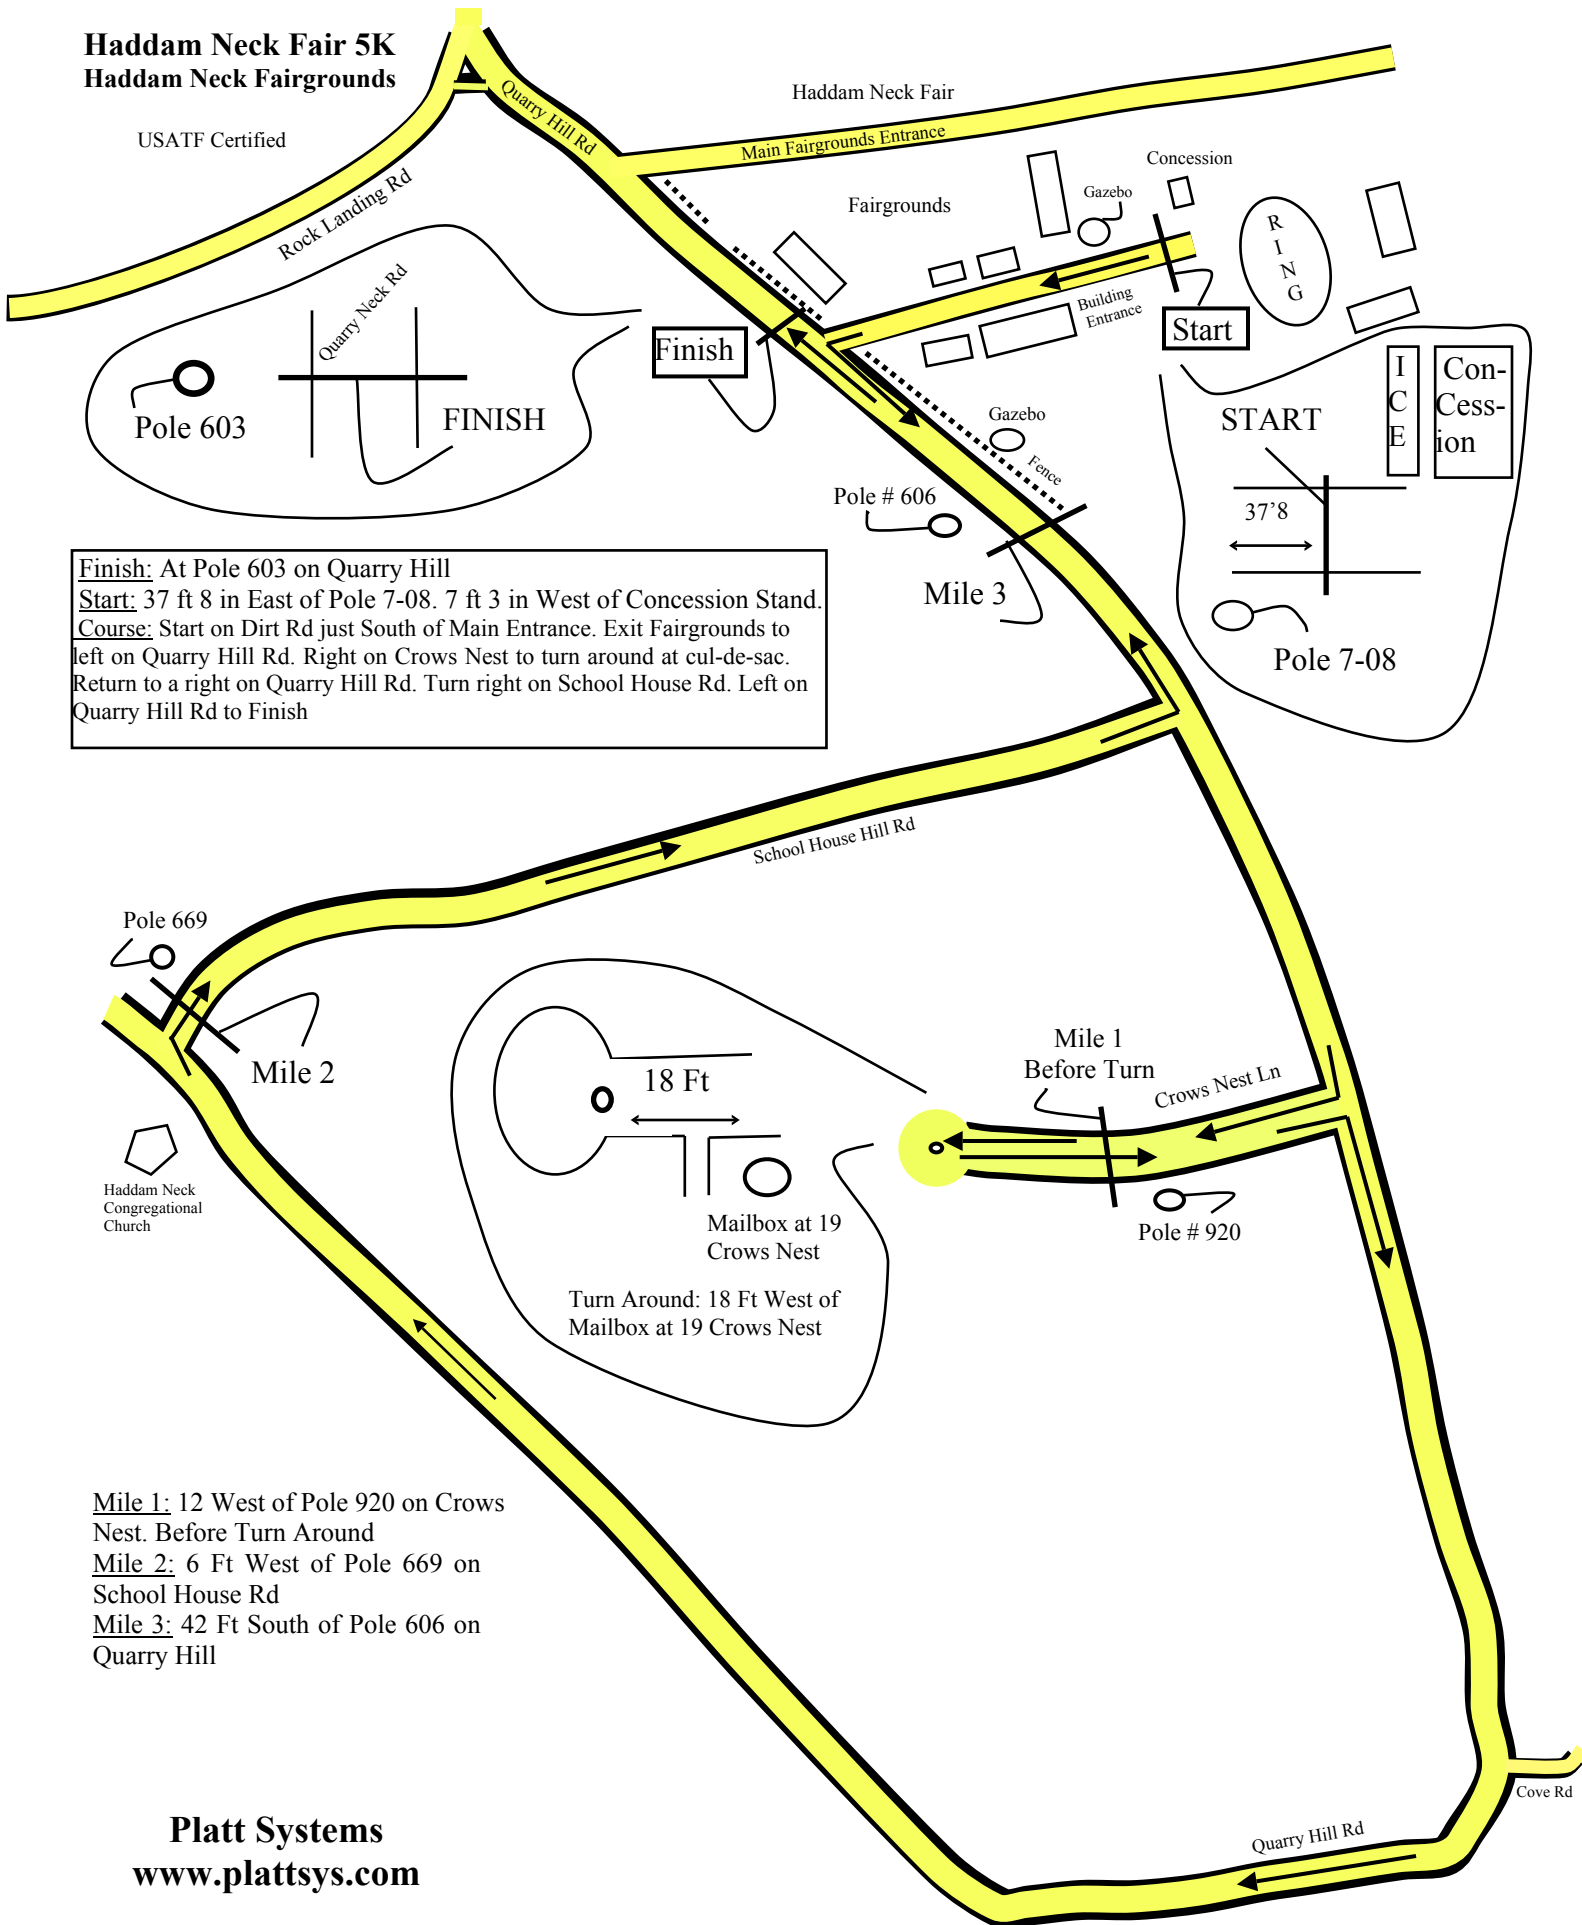 Haddam Neck Fair 5K
Haddam Neck Fairgrounds
USATF Certified
Quarry Hill Rd
Haddam Neck Fair
Main Fairgrounds Entrance
Rock Landing Rd
Fairgrounds
Concession
Gazebo
RING
Building
Entrance
Start
Finish
Quarry Neck Rd
Pole 603
FINISH
Gazebo
Fence
Pole # 606
Mile 3
START
ICE
Con-
Cess-
ion
37’8
Pole 7-08
Finish: At Pole 603 on Quarry Hill
Start: 37 ft 8 in East of Pole 7-08. 7 ft 3 in West of Concession Stand.
Course: Start on Dirt Rd just South of Main Entrance. Exit Fairgrounds to
left on Quarry Hill Rd. Right on Crows Nest to turn around at cul-de-sac.
Return to a right on Quarry Hill Rd. Turn right on School House Rd. Left on
Quarry Hill Rd to Finish
School House Hill Rd
Pole 669
Mile 2
Haddam Neck
Congregational
Church
18 Ft
Mailbox at 19
Crows Nest
Turn Around: 18 Ft West of
Mailbox at 19 Crows Nest
Mile 1
Before Turn
Crows Nest Ln
Pole # 920
Mile 1: 12 West of Pole 920 on Crows
Nest. Before Turn Around
Mile 2: 6 Ft West of Pole 669 on
School House Rd
Mile 3: 42 Ft South of Pole 606 on
Quarry Hill
Cove Rd
Quarry Hill Rd
Platt Systems
www.plattsys.com